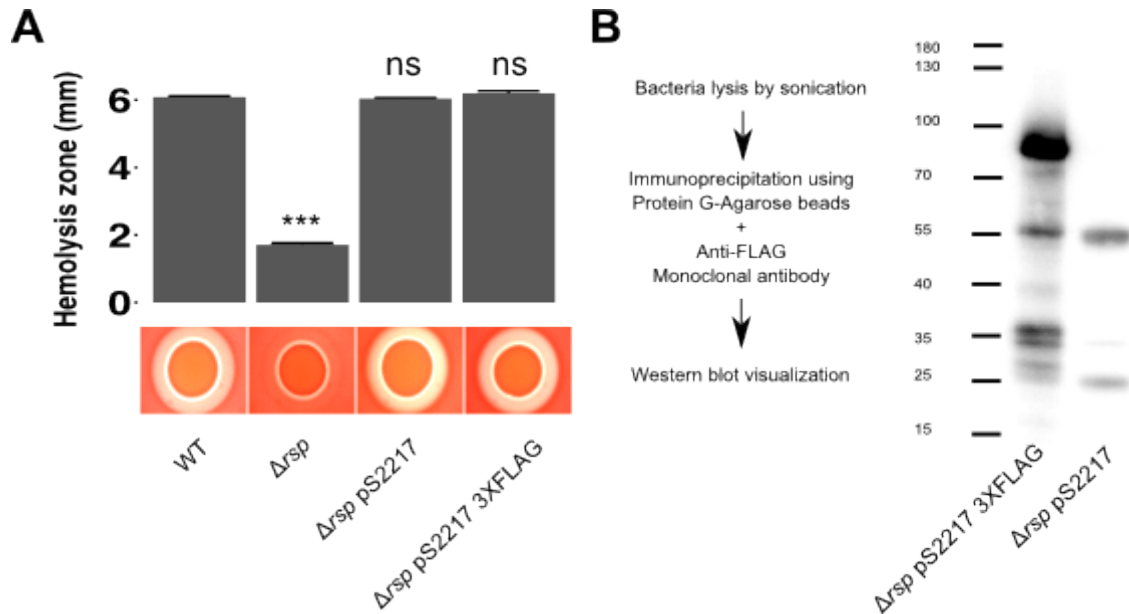 A
Hemolysis zone (mm)
6
4
2
0
***
ns
ns
WT
Δrsp
Δrsp pS2217
Δrsp pS2217 3XFLAG
B
Bacteria lysis by sonication
Immunoprecipitation using
Protein G-Agarose beads
+
Anti-FLAG
Monoclonal antibody
Western blot visualization
180
130
100
70
55
40
35
25
15
Δrsp pS2217 3XFLAG
Δrsp pS2217